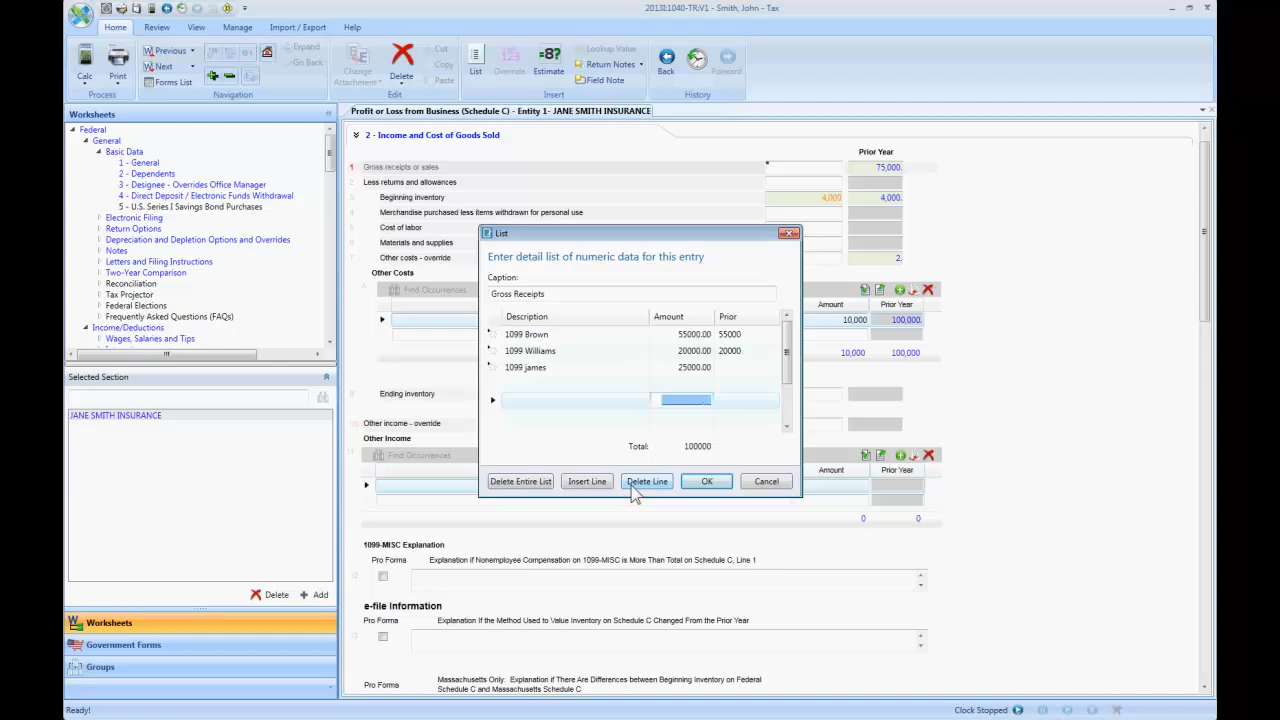 2013I:1040-TR:V1 - Smith, John - Tax
Home
Review
View
Manage
Import / Export
Help
Calc
Print
Process
Previous
Next
Forms List
Expand
Go Back
Navigation
Change
Attachment
Delete
Cut
Copy
Paste
Edit
List
Override
Estimate
Lookup Value
Return Notes
Field Note
Insert
Back
Forward
History
Worksheets
Federal
General
Basic Data
1 - General
2 - Dependents
3 - Designee - Overrides Office Manager
4 - Direct Deposit / Electronic Funds Withdrawal
5 - U.S. Series I Savings Bond Purchases
Electronic Filing
Return Options
Depreciation and Depletion Options and Overrides
Notes
Letters and Filing Instructions
Two-Year Comparison
Reconciliation
Tax Projector
Federal Elections
Frequently Asked Questions (FAQs)
Income/Deductions
Wages, Salaries and Tips
Selected Section
JANE SMITH INSURANCE
Delete
Add
Worksheets
Government Forms
Groups
Profit or Loss from Business (Schedule C) - Entity 1- JANE SMITH INSURANCE
2 - Income and Cost of Goods Sold
Prior Year
1 Gross receipts or sales 75,000.
2 Less returns and allowances
3 Beginning inventory 4,000 4,000.
4 Merchandise purchased less items withdrawn for personal use
5 Cost of labor
6 Materials and supplies
7 Other costs - override 2.
Other Costs
Find Occurrences
Amount Prior Year
10,000 100,000.
10,000 100,000
9 Ending inventory
10 Other income - override
Other Income
11 Find Occurrences
Amount Prior Year
0 0
1099-MISC Explanation
Pro Forma Explanation if Nonemployee Compensation on 1099-MISC is More Than Total on Schedule C, Line 1
12
e-file Information
Pro Forma Explanation If the Method Used to Value Inventory on Schedule C Changed From the Prior Year
13
Pro Forma
Massachusetts Only: Explanation if There Are Differences between Beginning Inventory on Federal
Schedule C and Massachusetts Schedule C
List
Enter detail list of numeric data for this entry
Caption:
Gross Receipts
Description Amount Prior
1099 Brown 55000.00 55000
1099 Williams 20000.00 20000
1099 james 25000.00
Total: 100000
Delete Entire List
Insert Line
Delete Line
OK
Cancel
Ready!
Clock Stopped